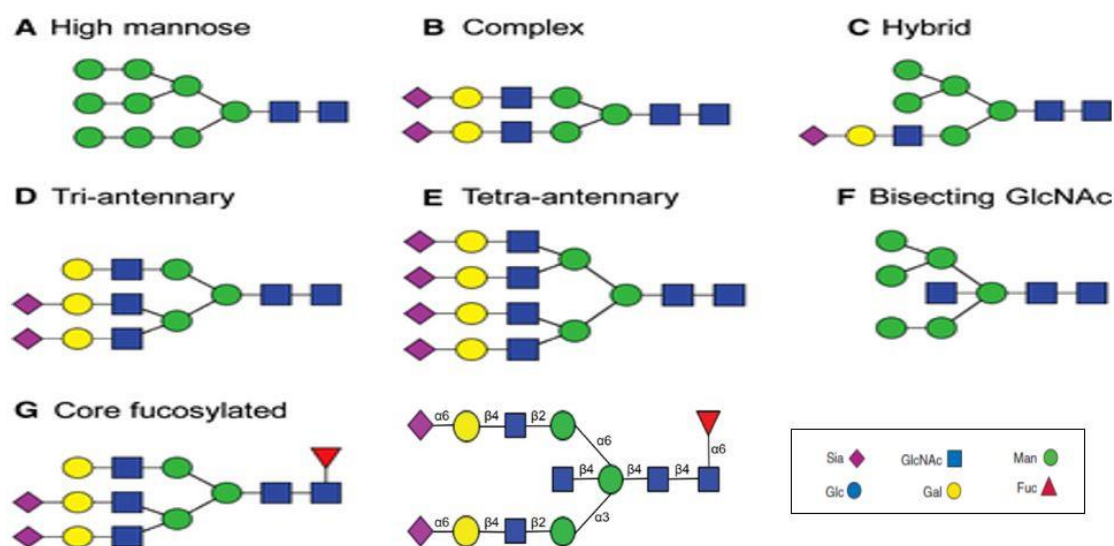 A High mannose
B Complex
C Hybrid
D Tri-antennary
E Tetra-antennary
F Bisecting GlcNAc
G Core fucosylated
α6 β4 β2
α6
α6
β4 β4 β4
α3
α6 β4 β2
Sia GlcNAc Man
Glc Gal Fuc